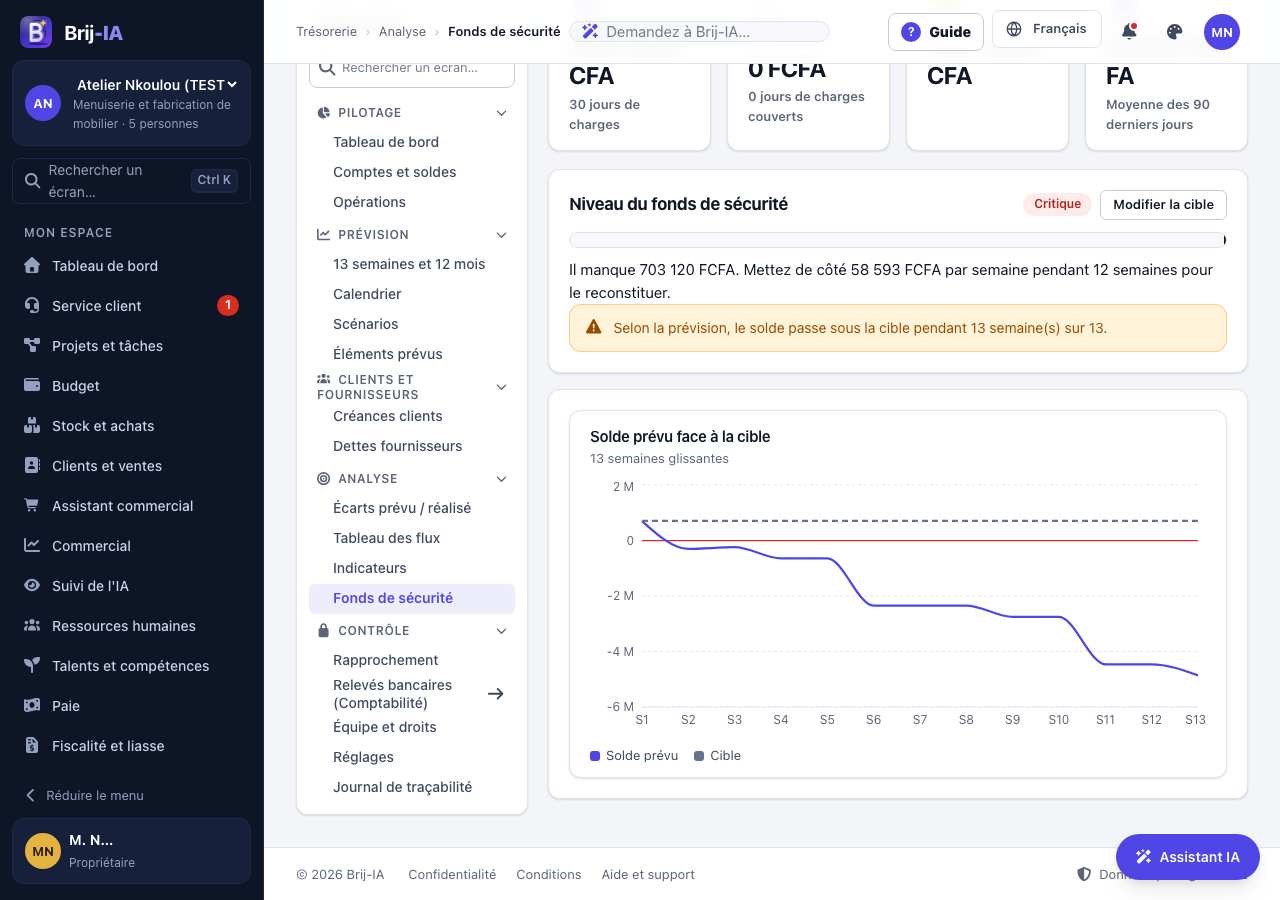 Brij-IA
AN
Atelier Nkoulou (TEST
Menuiserie et fabrication de
mobilier · 5 personnes
Rechercher un
écran...
Ctrl K
MON ESPACE
Tableau de bord
Service client
1
Projets et tâches
Budget
Stock et achats
Clients et ventes
Assistant commercial
Commercial
Suivi de l'IA
Ressources humaines
Talents et compétences
Paie
Fiscalité et liasse
Réduire le menu
MN
M. N...
Propriétaire
Trésorerie › Analyse › Fonds de sécurité
Demandez à Brij-IA...
? Guide
Français
MN
Rechercher un écran...
PILOTAGE
Tableau de bord
Comptes et soldes
Opérations
PRÉVISION
13 semaines et 12 mois
Calendrier
Scénarios
Éléments prévus
CLIENTS ET
FOURNISSEURS
Créances clients
Dettes fournisseurs
ANALYSE
Écarts prévu / réalisé
Tableau des flux
Indicateurs
Fonds de sécurité
CONTRÔLE
Rapprochement
Relevés bancaires
(Comptabilité)
Équipe et droits
Réglages
Journal de traçabilité
CFA
30 jours de
charges
0 FCFA
0 jours de charges
couverts
CFA
FA
Moyenne des 90
derniers jours
Niveau du fonds de sécurité
Critique
Modifier la cible
Il manque 703 120 FCFA. Mettez de côté 58 593 FCFA par semaine pendant 12 semaines pour
le reconstituer.
Selon la prévision, le solde passe sous la cible pendant 13 semaine(s) sur 13.
Solde prévu face à la cible
13 semaines glissantes
2 M
0
-2 M
-4 M
-6 M
S1 S2 S3 S4 S5 S6 S7 S8 S9 S10 S11 S12 S13
Solde prévu
Cible
© 2026 Brij-IA
Confidentialité
Conditions
Aide et support
Assistant IA